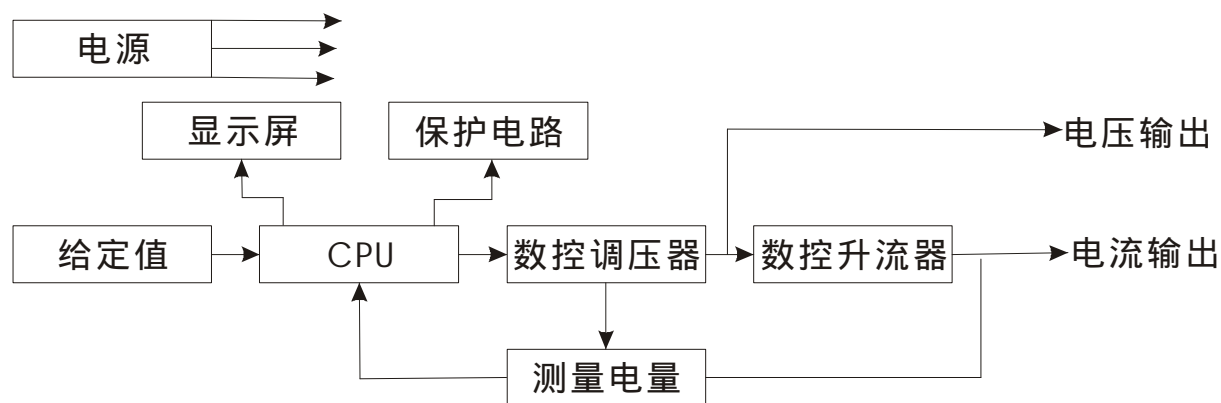 电源
显示屏
保护电路
电压输出
给定值
CPU
数控调压器
数控升流器
电流输出
测量电量